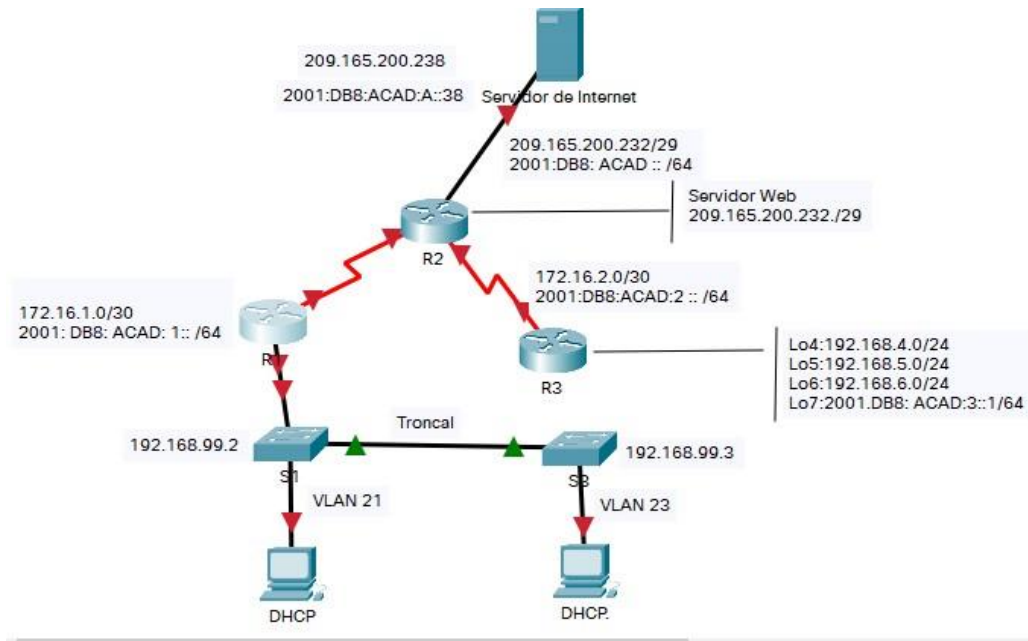 209.165.200.238
2001:DB8:ACAD:A::38
Servidor de Internet
209.165.200.232/29
2001:DB8: ACAD :: /64
Servidor Web
209.165.200.232./29
R2
172.16.2.0/30
2001:DB8:ACAD:2 :: /64
172.16.1.0/30
2001: DB8: ACAD: 1:: /64
R1
R3
Lo4:192.168.4.0/24
Lo5:192.168.5.0/24
Lo6:192.168.6.0/24
Lo7:2001.DB8: ACAD:3::1/64
Troncal
192.168.99.2
192.168.99.3
S1
S3
VLAN 21
VLAN 23
DHCP
DHCP.